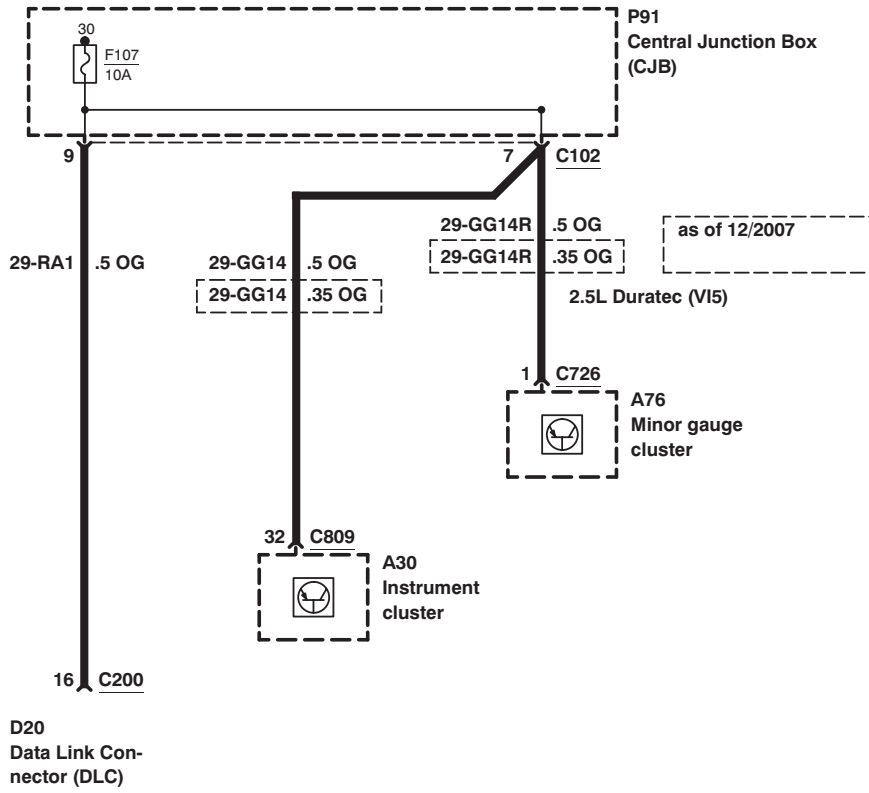 P91
Central Junction Box
(CJB)
30
F107
10A
9
7
C102
29-RA1 .5 OG
29-GG14 .5 OG
29-GG14 .35 OG
29-GG14R .5 OG
29-GG14R .35 OG
as of 12/2007
2.5L Duratec (VI5)
1 C726
A76
Minor gauge
cluster
32 C809
A30
Instrument
cluster
16 C200
D20
Data Link Con-
nector (DLC)